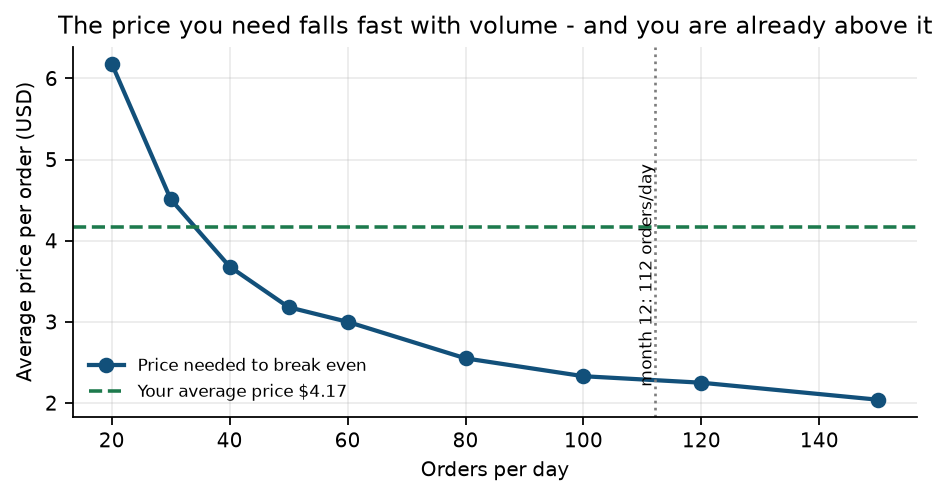 The price you need falls fast with volume - and you are already above it
Average price per order (USD)
6
5
4
3
2
month 12: 112 orders/day
Price needed to break even
Your average price $4.17
20
40
60
80
100
120
140
Orders per day